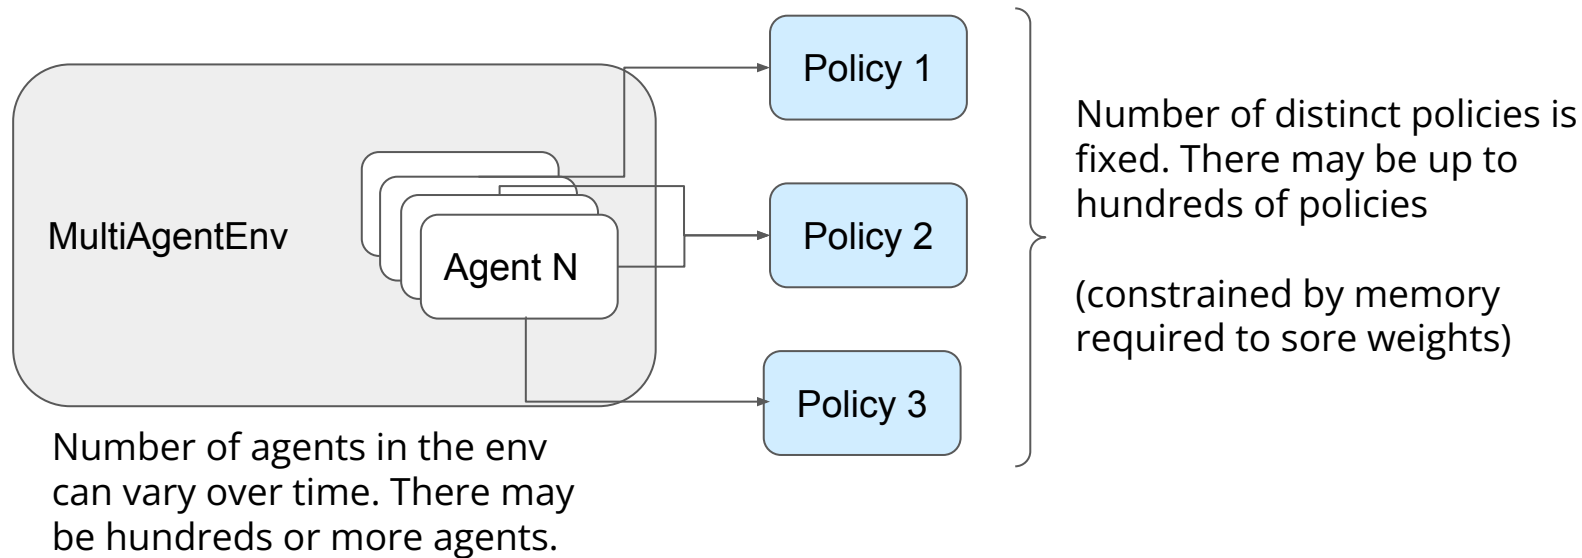 MultiAgentEnv
Agent N
Policy 1
Policy 2
Policy 3
Number of distinct policies is
fixed. There may be up to
hundreds of policies
(constrained by memory
required to sore weights)
Number of agents in the env
can vary over time. There may
be hundreds or more agents.